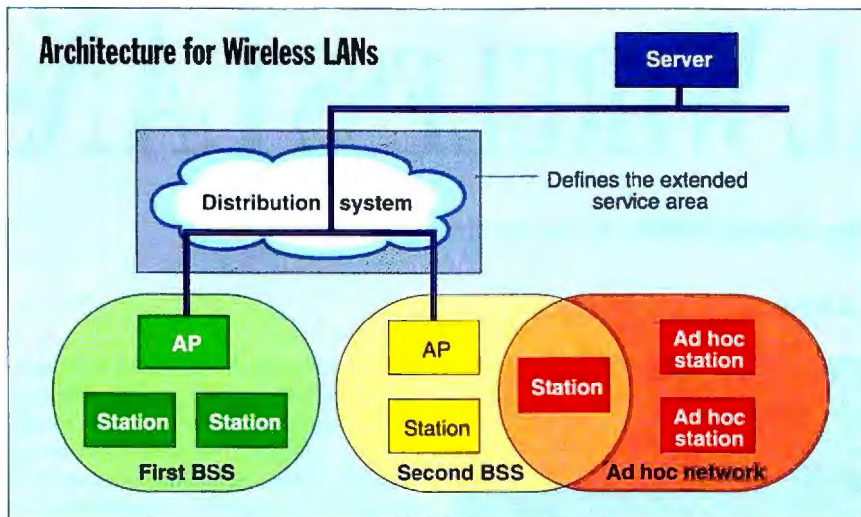 Architecture for Wireless LANs
Server
Distribution system
Defines the extended
service area
AP
Station
Station
First BSS
AP
Station
Second BSS
Station
Ad hoc
station
Ad hoc
station
Ad hoc network